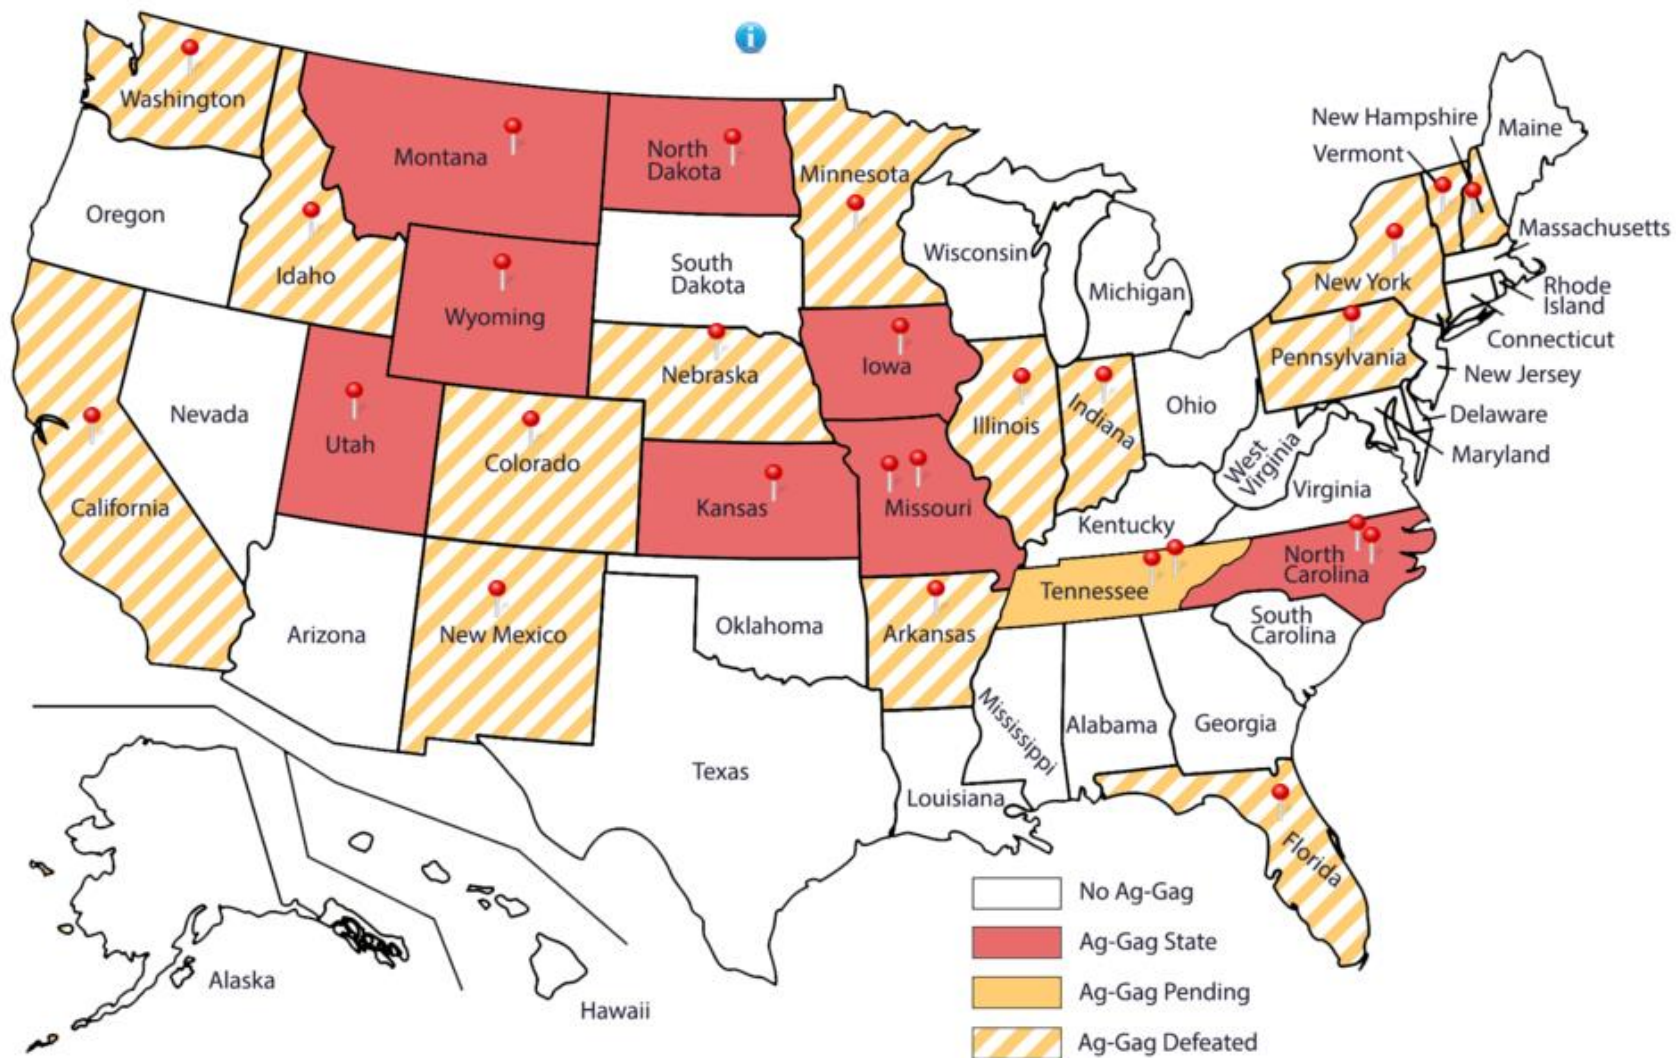 i
Washington
Montana
North
Dakota
Minnesota
New Hampshire
Vermont
Maine
Oregon
Idaho
Wyoming
South
Dakota
Wisconsin
Michigan
New York
Massachusetts
Rhode
Island
Connecticut
New Jersey
Delaware
Maryland
Pennsylvania
Nevada
Utah
Colorado
Nebraska
Iowa
Illinois
Indiana
Ohio
West
Virginia
Virginia
California
Kansas
Missouri
Kentucky
North
Carolina
Tennessee
South
Carolina
Arizona
New Mexico
Oklahoma
Arkansas
Mississippi
Alabama
Georgia
Texas
Louisiana
Florida
Alaska
Hawaii
No Ag-Gag
Ag-Gag State
Ag-Gag Pending
Ag-Gag Defeated